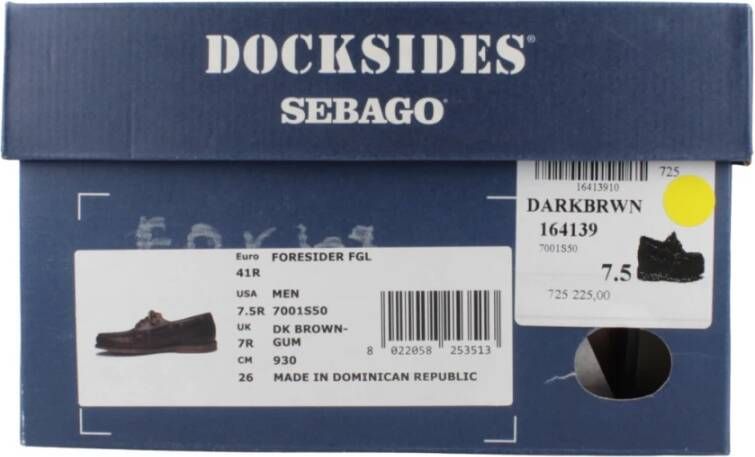 DOCKSIDES®
SEBAGO
725
16413910
DARKBRWN
164139
7001S50
7.5
725 225,00
Euro FORESIDER FGL
41R
USA MEN
7.5R 7001S50
UK DK BROWN-
7R GUM
CM 930
26 MADE IN DOMINICAN REPUBLIC
8 022058 253513